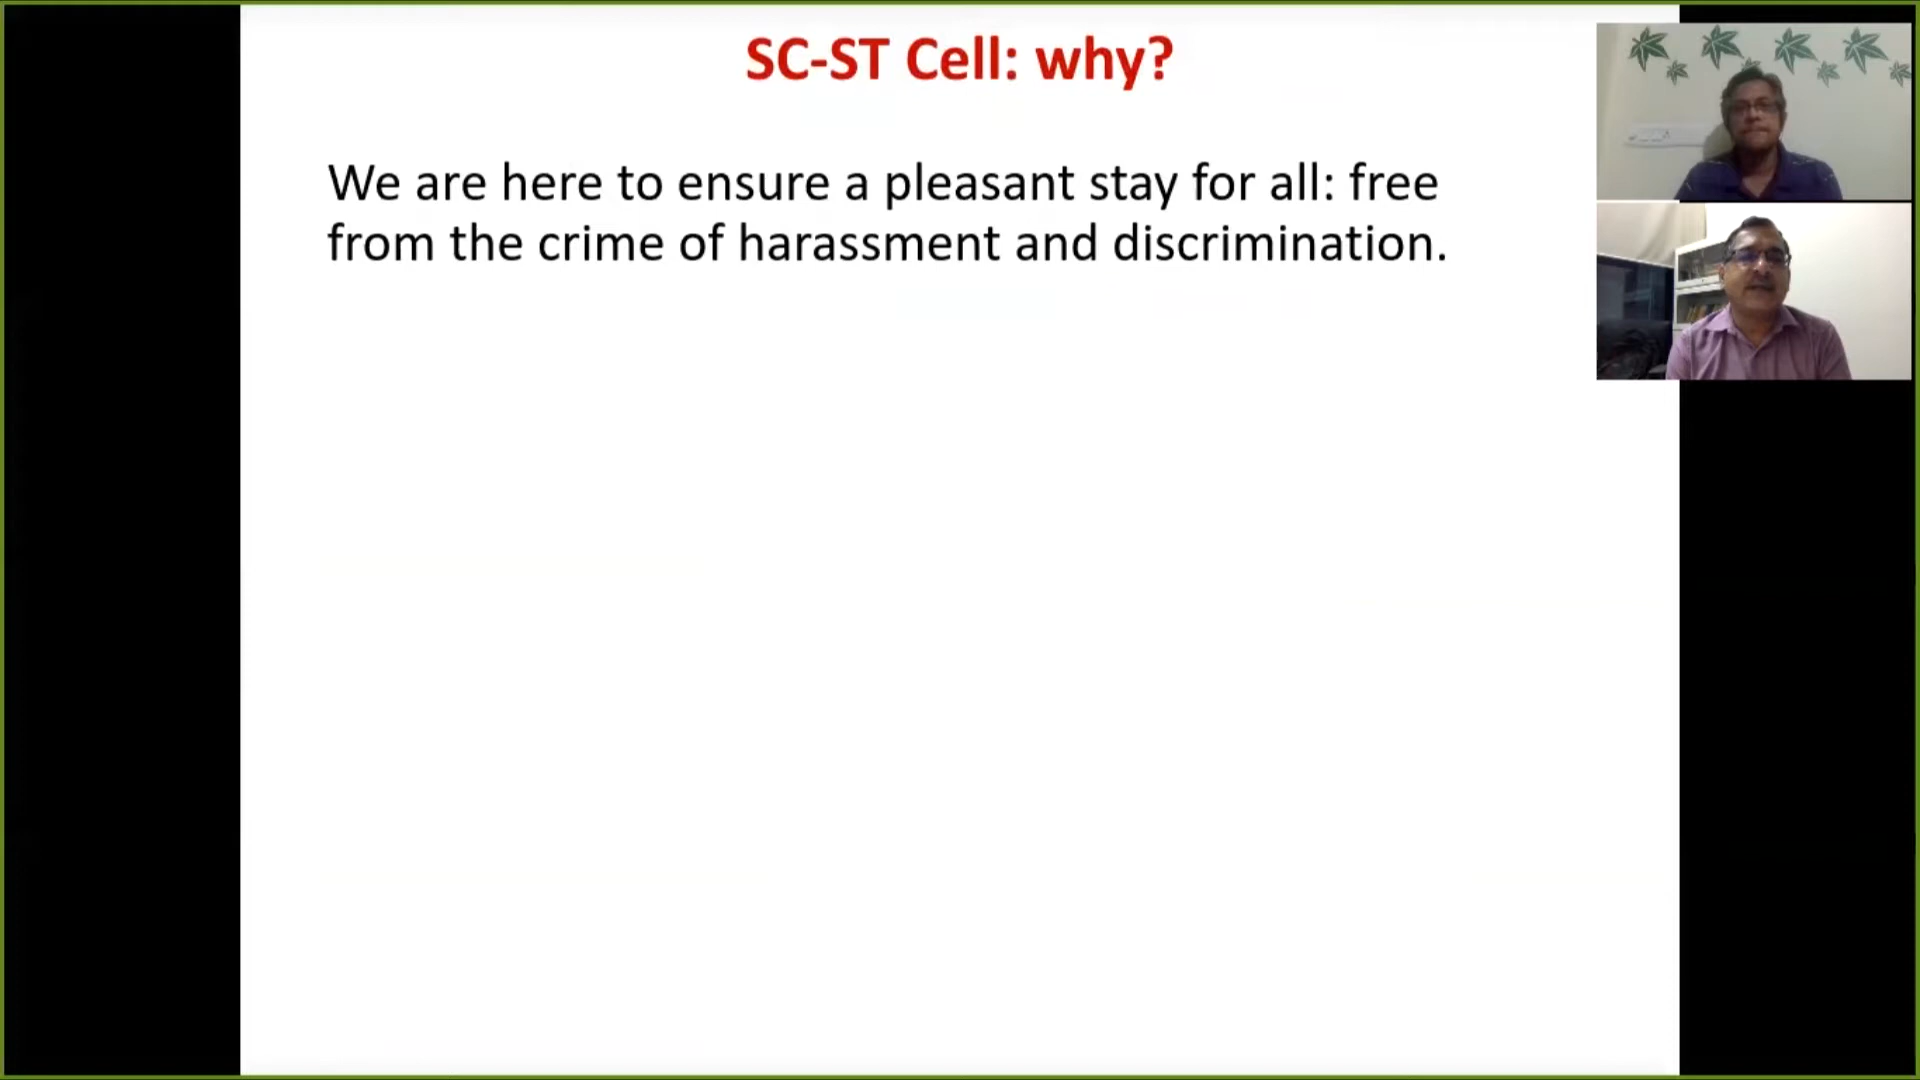 SC-ST Cell: why?
We are here to ensure a pleasant stay for all: free
from the crime of harassment and discrimination.